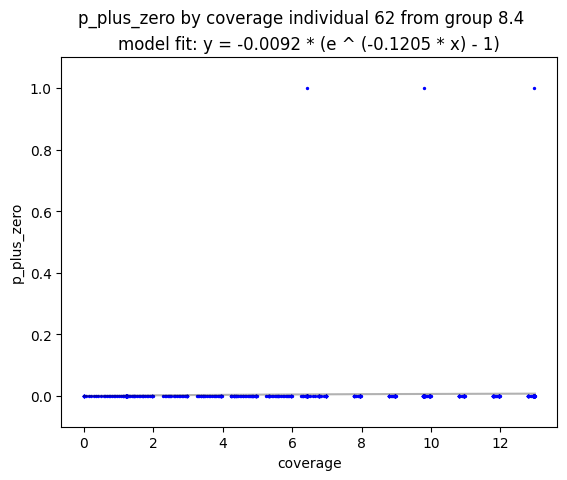 p_plus_zero by coverage individual 62 from group 8.4
model fit: y = -0.0092 * (e ^ (-0.1205 * x) - 1)
1.0
0.8
0.6
0.4
0.2
0.0
p_plus_zero
0 2 4 6 8 10 12
coverage